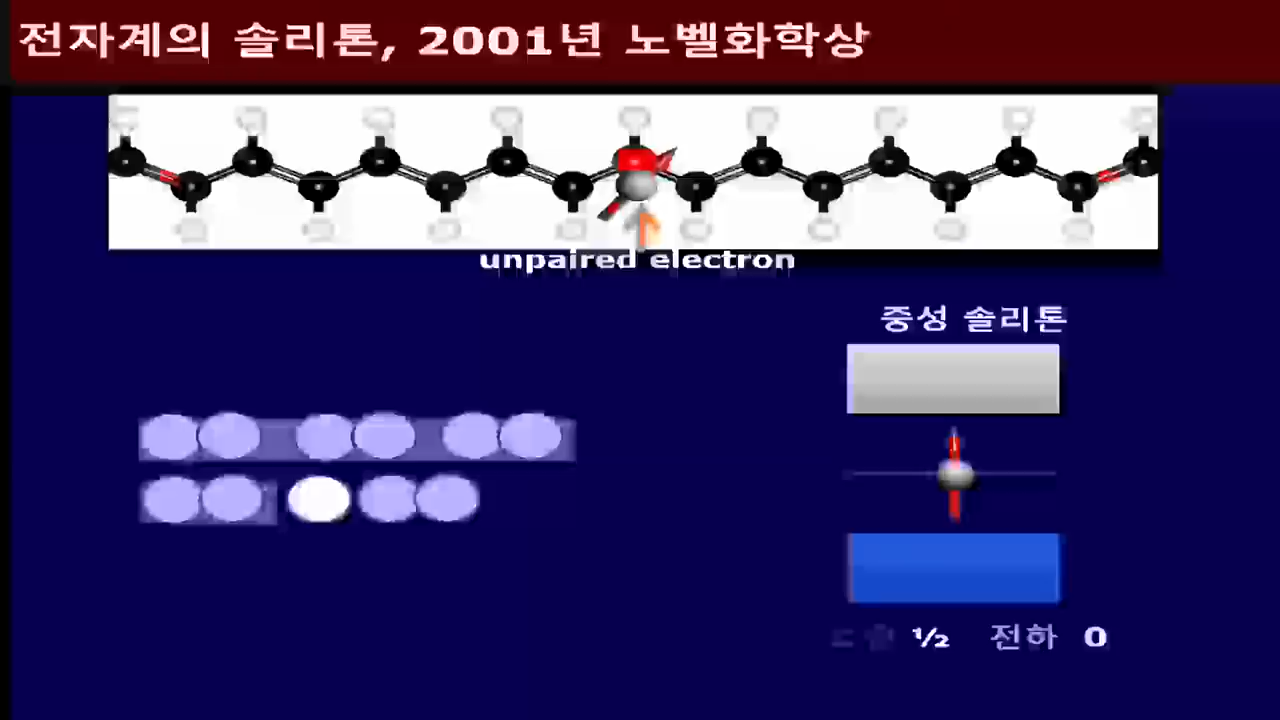 전자계의 솔리톤, 2001년 노벨화학상
unpaired electron
중성 솔리톤
½ 전하 0